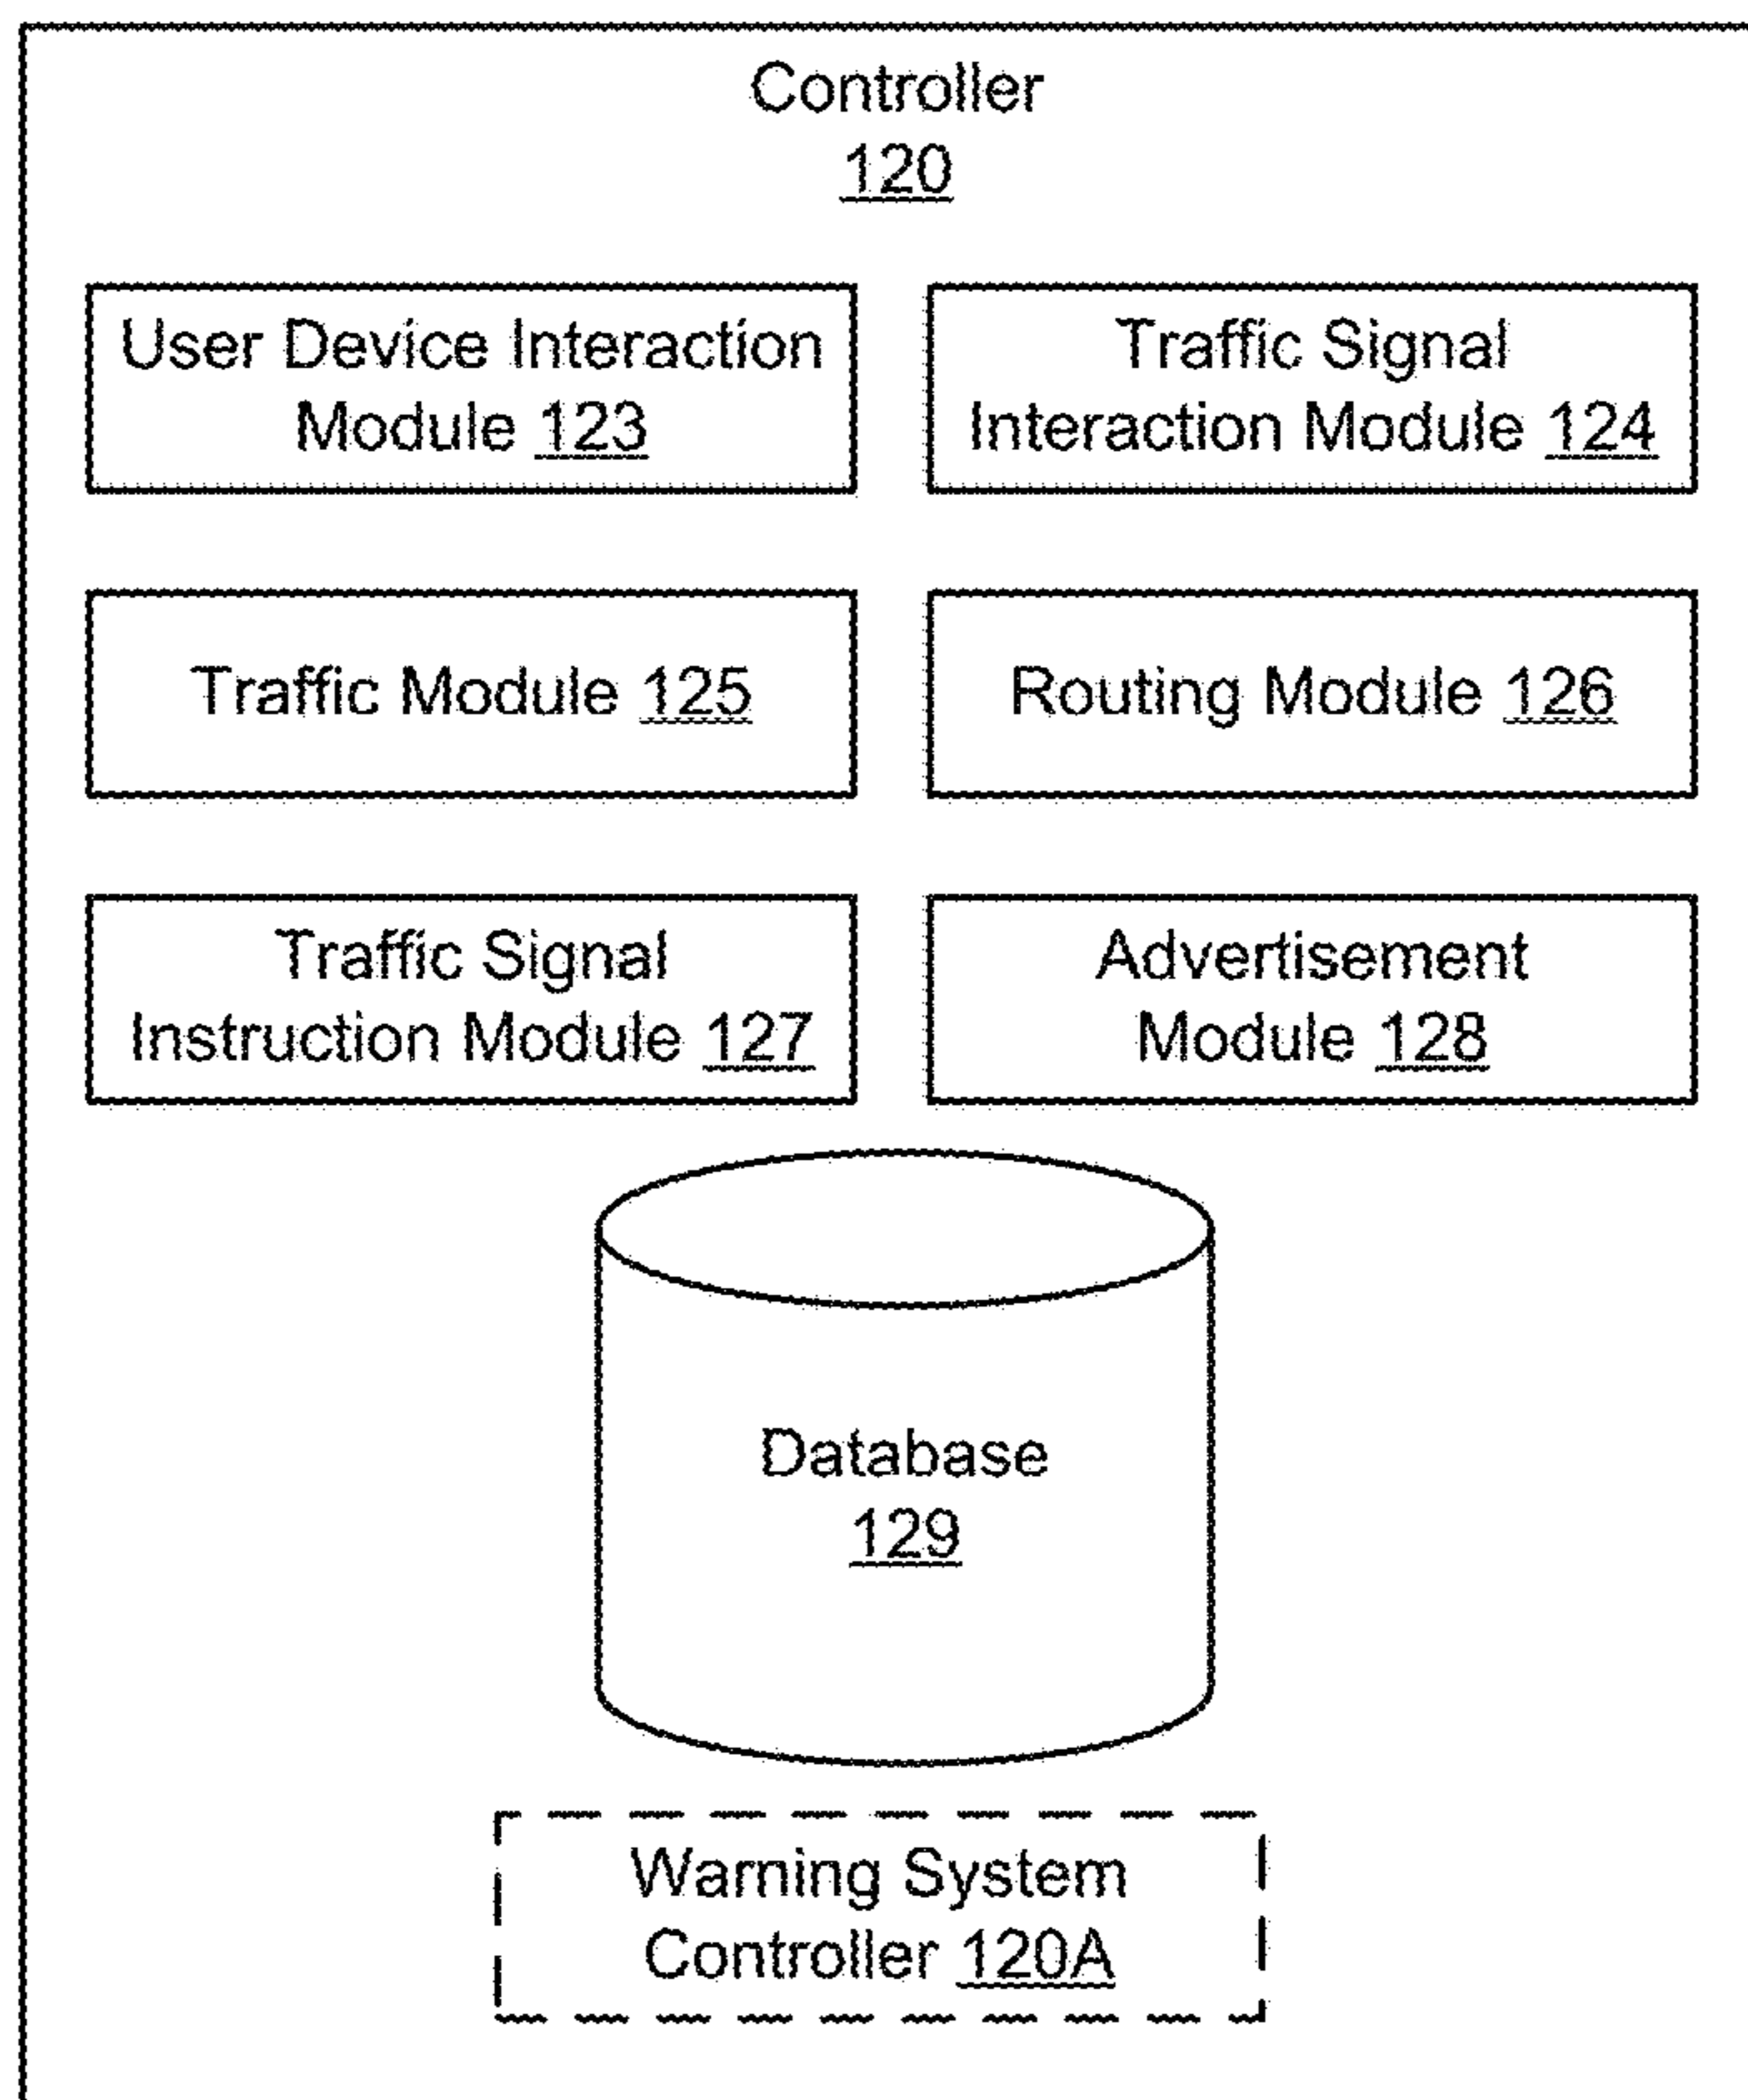 Controller
120
User Device Interaction
Module 123
Traffic Signal
Interaction Module 124
Traffic Module 125
Routing Module 126
Traffic Signal
Instruction Module 127
Advertisement
Module 128
Database
129
Warning System
Controller 120A